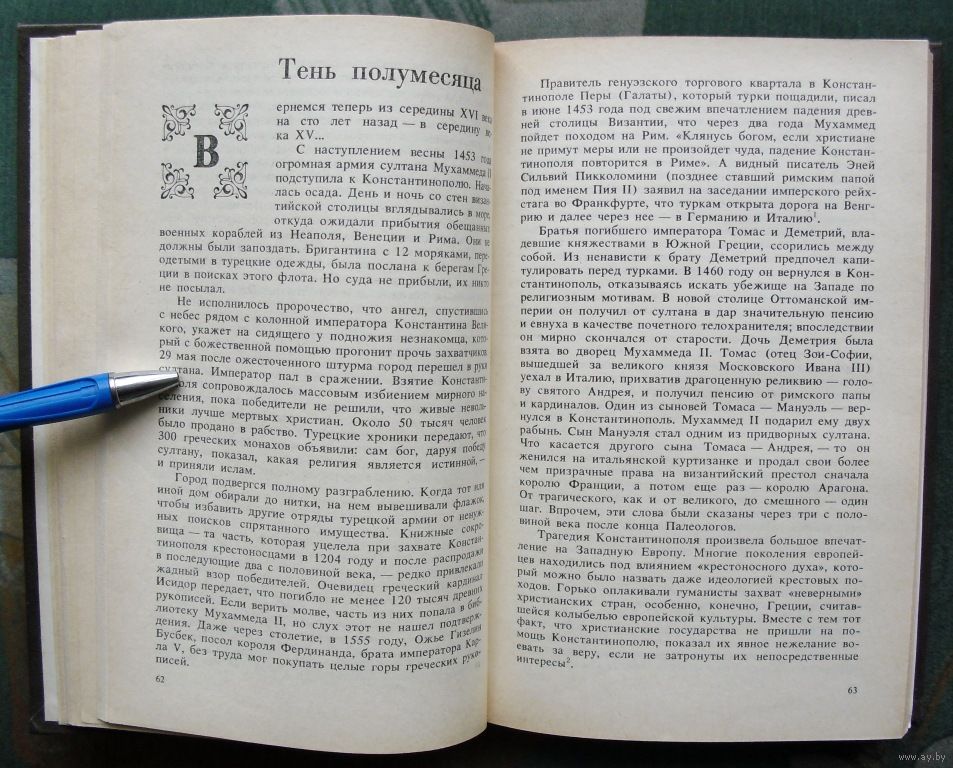 Тень полумесяца
В
ернемся теперь из середины XVI века
на сто лет назад — в середину ве-
ка XV...
С наступлением весны 1453 года
огромная армия султана Мухаммеда II
подступила к Константинополю. Нача-
лась осада. День и ночь со стен визан-
тийской столицы вглядывались в море,
откуда ожидали прибытия обещанных
военных кораблей из Неаполя, Венеции и Рима. Они не
должны были запоздать. Бригантина с 12 моряками, пере-
одетыми в турецкие одежды, была послана к берегам Гре-
ции в поисках этого флота. Но суда не прибыли, их никто
не посылал.
Не исполнилось пророчество, что ангел, спустившись
с небес рядом с колонной императора Константина Вели-
кого, укажет на сидящего у подножия незнакомца, кото-
рый с божественной помощью прогонит прочь захватчиков.
29 мая после ожесточенного штурма город перешел в руки
султана. Император пал в сражении. Взятие Константи-
поля сопровождалось массовым избиением мирного на-
селения, пока победители не решили, что живые неволь-
ники лучше мертвых христиан. Около 50 тысяч человек
было продано в рабство. Турецкие хроники передают, что
300 греческих монахов объявили: сам бог, даруя победу
султану, показал, какая религия является истинной, —
и приняли ислам.
Город подвергся полному разграблению. Когда тот или
иной дом обирали до нитки, на нем вывешивали флажок,
чтобы избавить другие отряды турецкой армии от ненуж-
ных поисков спрятанного имущества. Книжные сокро-
вища — та часть, которая уцелела при захвате Констан-
тинополя крестоносцами в 1204 году и после распродажи
в последующие два с половиной века, — редко привлекали
жадный взор победителей. Очевидец греческий кардинал
Исидор передает, что погибло не менее 120 тысяч древних
рукописей. Если верить молве, часть из них попала в биб-
лиотеку Мухаммеда II, но слух этот не нашел подтверж-
дения. Даже через столетие, в 1555 году, Ожье Гизелин
Бусбек, посол короля Фердинанда, брата императора Кар-
ла V, без труда мог покупать целые горы греческих руко-
писей.
62
Правитель генуэзского торгового квартала в Констан-
тинополе Перы (Галаты), который турки пощадили, писал
в июне 1453 года под свежим впечатлением падения древ-
ней столицы Византии, что через два года Мухаммед
пойдет походом на Рим. «Клянусь богом, если христиане
не примут меры или не произойдет чуда, падение Констан-
тинополя повторится в Риме». А видный писатель Эней
Сильвий Пикколомини (позднее ставший римским папой
под именем Пия II) заявил на заседании имперского рейх-
стага во Франкфурте, что туркам открыта дорога на Венг-
рию и далее через нее — в Германию и Италию¹.
Братья погибшего императора Томас и Деметрий, вла-
девшие княжествами в Южной Греции, ссорились между
собой. Из ненависти к брату Деметрий предпочел капи-
тулировать перед турками. В 1460 году он вернулся в Кон-
стантинополь, отказываясь искать убежище на Западе по
религиозным мотивам. В новой столице Оттоманской им-
перии он получил от султана в дар значительную пенсию
и евнуха в качестве почетного телохранителя; впоследствии
он мирно скончался от старости. Дочь Деметрия была
взята во дворец Мухаммеда II. Томас (отец Зои-Софии,
вышедшей за великого князя Московского Ивана III)
уехал в Италию, прихватив драгоценную реликвию — голо-
ву святого Андрея, и получил пенсию от римского папы
и кардиналов. Один из сыновей Томаса — Мануэль — вер-
нулся в Константинополь. Мухаммед II подарил ему двух
рабынь. Сын Мануэля стал одним из придворных султана.
Что касается другого сына Томаса — Андрея, — то он
женился на итальянской куртизанке и продал свои более
чем призрачные права на византийский престол сначала
королю Франции, а потом еще раз — королю Арагона.
От трагического, как и от великого, до смешного — один
шаг. Впрочем, эти слова были сказаны через три с поло-
виной века после конца Палеологов.
Трагедия Константинополя произвела большое впечат-
ление на Западную Европу. Многие поколения европей-
цев находились под влиянием «крестоносного духа», кото-
рый можно было назвать даже идеологией крестовых по-
ходов. Горько оплакивали гуманисты захват «неверными»
христианских стран, особенно, конечно, Греции, считав-
шейся колыбелью европейской культуры. Вместе с тем тот
факт, что христианские государства не пришли на по-
мощь Константинополю, показал их явное нежелание во-
евать за веру, если не затронуты их непосредственные
интересы².
63
www.ay.by